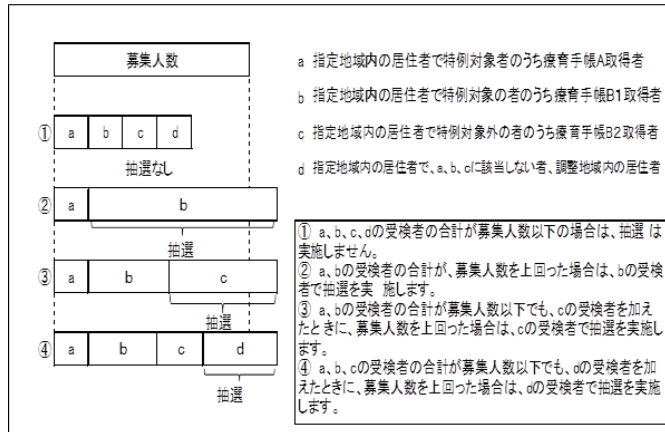 募集人数
a 指定地域内の居住者で特例対象者のうち療育手帳A取得者
b 指定地域内の居住者で特例対象の者のうち療育手帳B1取得者
① a b c d
c 指定地域内の居住者で特例対象外の者のうち療育手帳B2取得者
抽選なし
d 指定地域内の居住者で、a、b、cに該当しない者、調整地域内の居住者
② a b
抽選
③ a b c
抽選
④ a b c d
抽選
① a、b、c、dの受検者の合計が募集人数以下の場合は、抽選 は
実施しません。
② a、bの受検者の合計が、募集人数を上回った場合は、bの受検
者で抽選を実 施します。
③ a、bの受検者の合計が募集人数以下でも、cの受検者を加え
たときに、募集人数を上回った場合は、cの受検者で抽選を実施し
ます。
④ a、b、cの受検者の合計が募集人数以下でも、dの受検者を加
えたときに、募集人数を上回った場合は、dの受検者で抽選を実施
します。